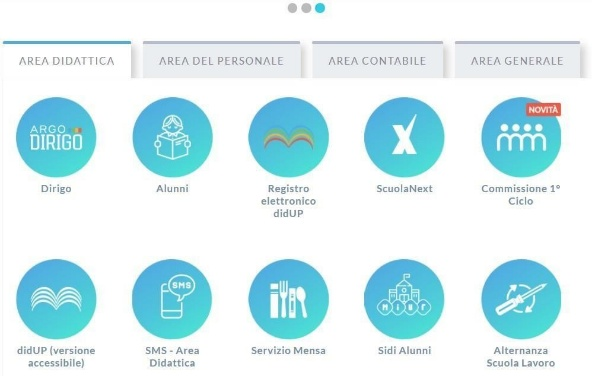 AREA DIDATTICA
AREA DEL PERSONALE
AREA CONTABILE
AREA GENERALE
ARGO
DIRIGO
NOVITÀ
Dirigo
Alunni
Registro
elettronico
didUP
ScuolaNext
Commissione 1°
Ciclo
SMS
MIUR
didUP (versione
accessibile)
SMS - Area
Didattica
Servizio Mensa
Sidi Alunni
Alternanza
Scuola Lavoro